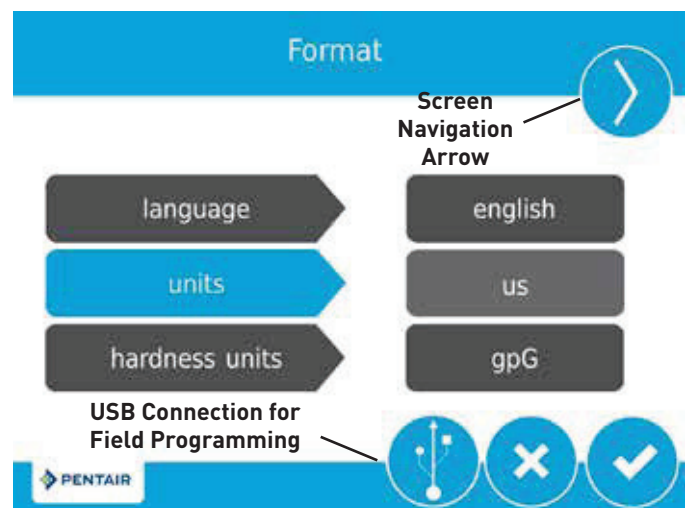 Format
Screen
Navigation
Arrow
language
english
units
us
hardness units
gpG
USB Connection for
Field Programming
PENTAIR